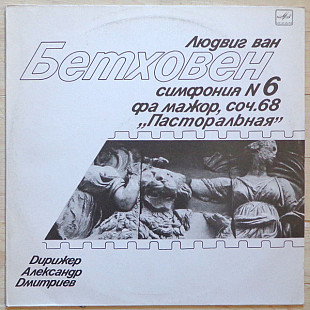 Людвиг ван
Бетховен
симфония N 6
фа мажор, соч. 68
„Пасторальная”
Дирижер
Александр
Дмитриев